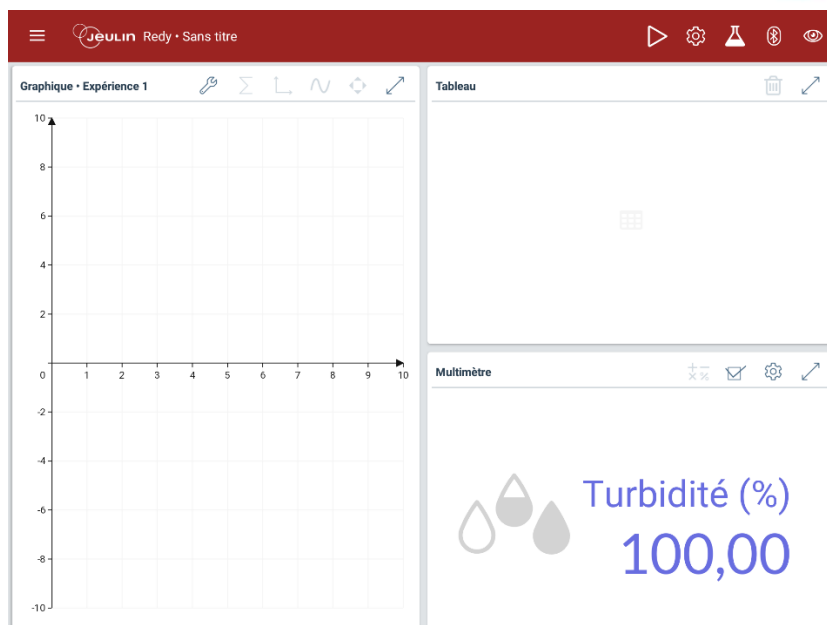 Jeulin Redy • Sans titre
Graphique • Expérience 1
10
8
6
4
2
0 1 2 3 4 5 6 7 8 9 10
-2
-4
-6
-8
-10
Tableau
Multimètre
Turbidité (%)
100,00